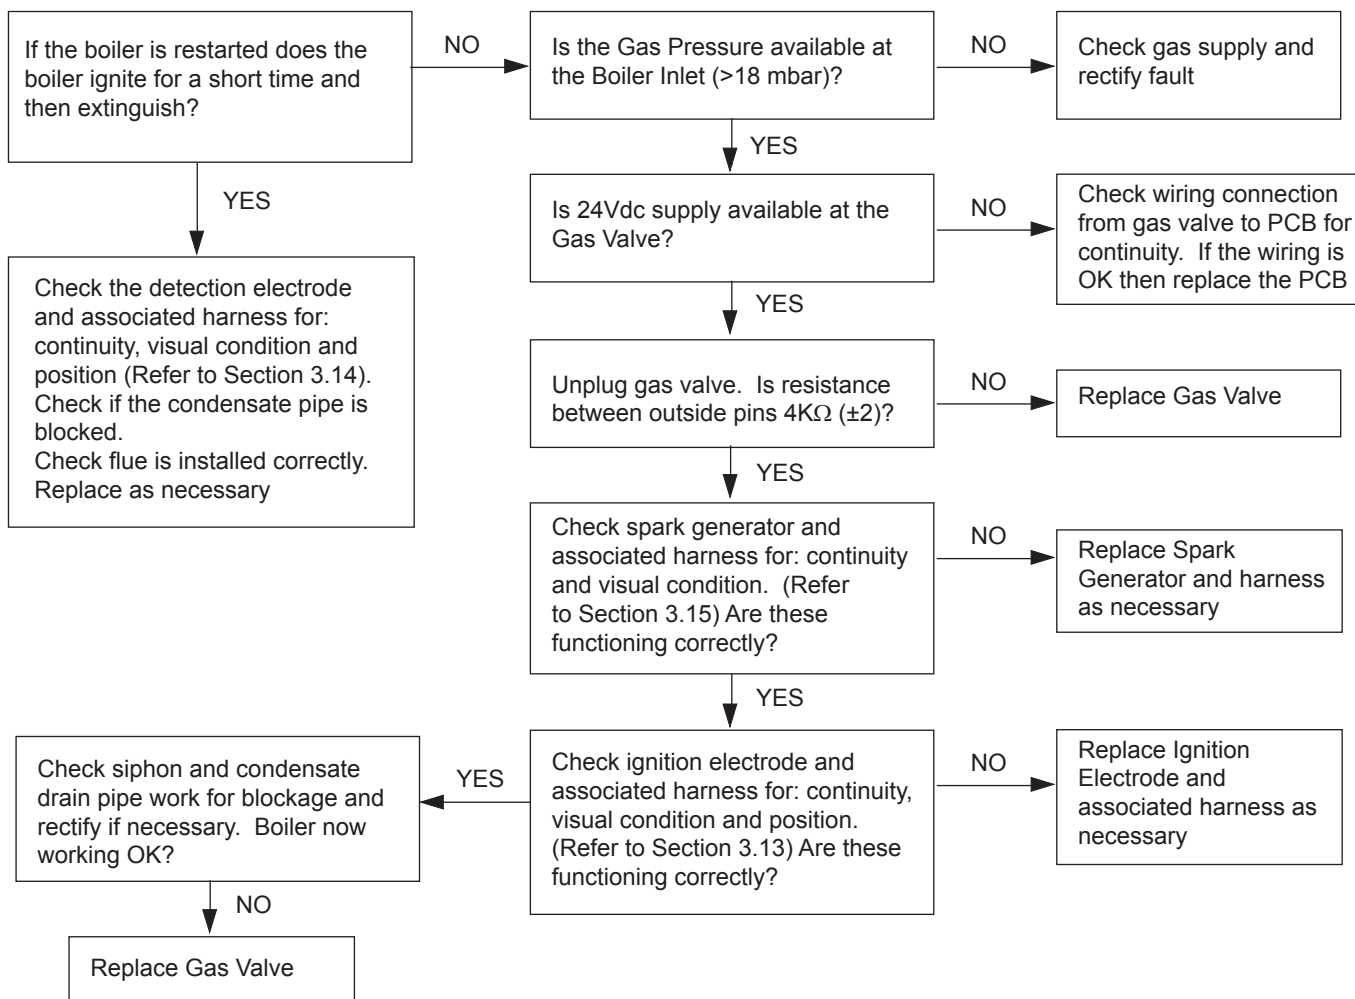 If the boiler is restarted does the
boiler ignite for a short time and
then extinguish?
NO
Is the Gas Pressure available at
the Boiler Inlet (>18 mbar)?
NO
Check gas supply and
rectify fault
YES
YES
Check the detection electrode
and associated harness for:
continuity, visual condition and
position (Refer to Section 3.14).
Check if the condensate pipe is
blocked.
Check flue is installed correctly.
Replace as necessary
Is 24Vdc supply available at the
Gas Valve?
NO
Check wiring connection
from gas valve to PCB for
continuity.  If the wiring is
OK then replace the PCB
YES
Unplug gas valve.  Is resistance
between outside pins 4KΩ (±2)?
NO
Replace Gas Valve
YES
Check spark generator and
associated harness for: continuity
and visual condition.  (Refer
to Section 3.15) Are these
functioning correctly?
NO
Replace Spark
Generator and harness
as necessary
YES
Check ignition electrode and
associated harness for: continuity,
visual condition and position.
(Refer to Section 3.13) Are these
functioning correctly?
NO
Replace Ignition
Electrode and
associated harness as
necessary
YES
Check siphon and condensate
drain pipe work for blockage and
rectify if necessary.  Boiler now
working OK?
NO
Replace Gas Valve